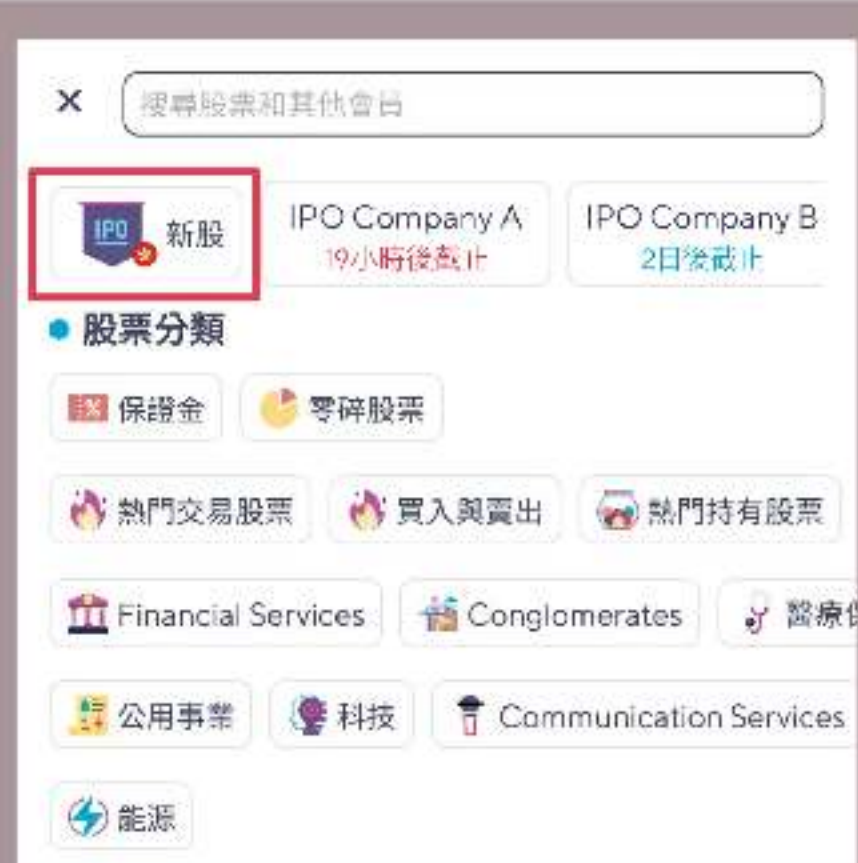 × 搜尋股票和其他會員
IPO 新股 IPO Company A IPO Company B
19小時後截止 2日後截止
股票分類
% 保證金 零碎股票
熱門交易股票 買入與賣出 熱門持有股票
Financial Services Conglomerates 醫療保
公用事業 科技 Communication Services
能源